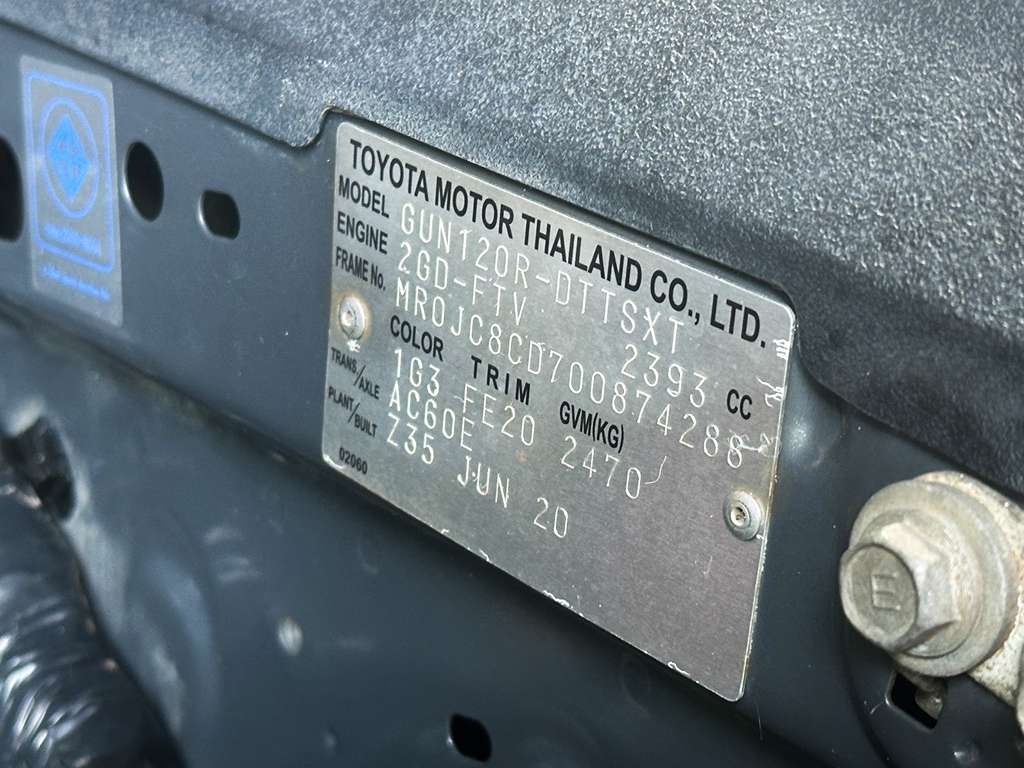 TOYOTA MOTOR THAILAND CO., LTD.
MODEL GUN120R-DTTSXT
ENGINE 2GD-FTV 2393 CC
FRAME No. MR0JC8CD700874288
COLOR TRIM GVM(KG)
1G3 FE20 2470
TRANS/AXLE AC60E
PLANT/BUILT Z35 JUN 20
02060
E